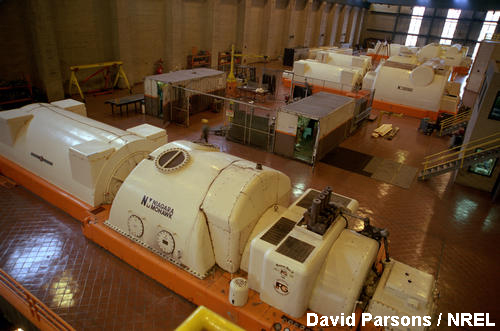 NIAGARA
MOHAWK
David Parsons / NREL